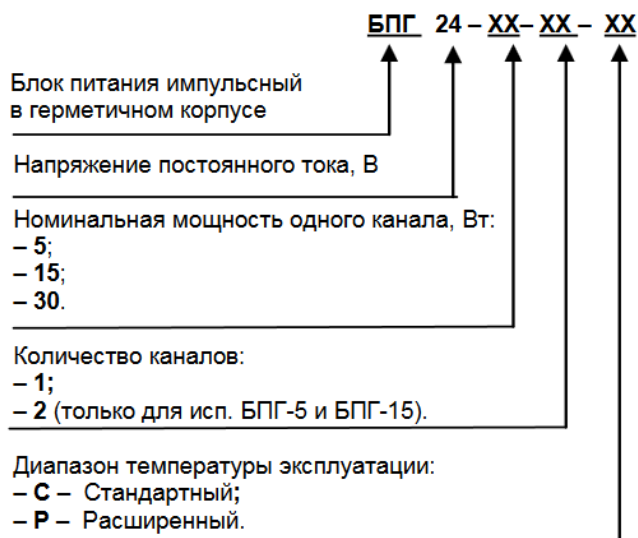 БПГ 24 – ХХ– ХХ – ХХ
Блок питания импульсный
в герметичном корпусе
Напряжение постоянного тока, В
Номинальная мощность одного канала, Вт:
– 5;
– 15;
– 30.
Количество каналов:
– 1;
– 2 (только для исп. БПГ-5 и БПГ-15).
Диапазон температуры эксплуатации:
– С – Стандартный;
– Р – Расширенный.